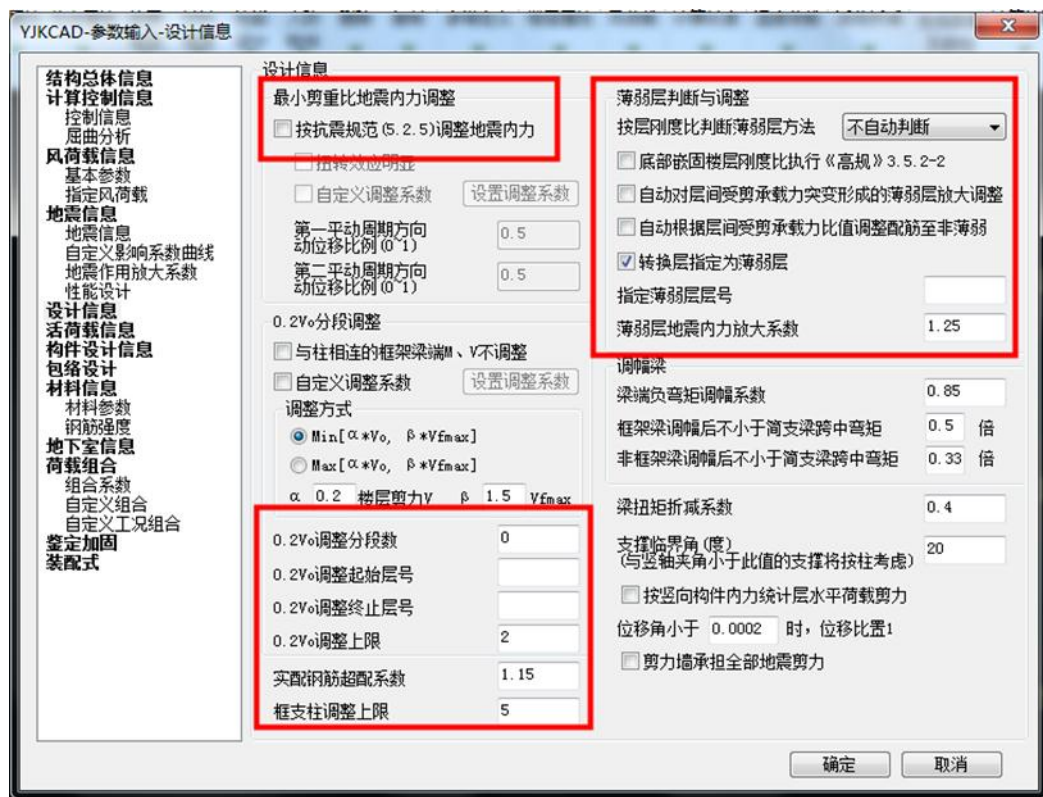 YJKCAD-参数输入-设计信息
结构总体信息
计算控制信息
控制信息
屈曲分析
风荷载信息
基本参数
指定风荷载
地震信息
地震信息
自定义影响系数曲线
地震作用放大系数
性能设计
设计信息
活荷载信息
构件设计信息
包络设计
材料信息
材料参数
钢筋强度
地下室信息
荷载组合
组合系数
自定义组合
自定义工况组合
鉴定加固
装配式
设计信息
最小剪重比地震内力调整
按抗震规范(5.2.5)调整地震内力
扭转效应明显
自定义调整系数 设置调整系数
第一平动周期方向
动位移比例(0~1) 0.5
第二平动周期方向
动位移比例(0~1) 0.5
0.2V₀分段调整
与柱相连的框架梁端M、V不调整
自定义调整系数 设置调整系数
调整方式
Min[α*V₀, β*Vfmax]
Max[α*V₀, β*Vfmax]
α 0.2 楼层剪力V β 1.5 Vfmax
0.2V₀调整分段数 0
0.2V₀调整起始层号
0.2V₀调整终止层号
0.2V₀调整上限 2
实配钢筋超配系数 1.15
框支柱调整上限 5
薄弱层判断与调整
按层刚度比判断薄弱层方法 不自动判断
底部嵌固楼层刚度比执行《高规》3.5.2-2
自动对层间受剪承载力突变形成的薄弱层放大调整
自动根据层间受剪承载力比值调整配筋至非薄弱
转换层指定为薄弱层
指定薄弱层层号
薄弱层地震内力放大系数 1.25
调幅梁
梁端负弯矩调幅系数 0.85
框架梁调幅后不小于简支梁跨中弯矩 0.5 倍
非框架梁调幅后不小于简支梁跨中弯矩 0.33 倍
梁扭矩折减系数 0.4
支撑临界角(度)
(与竖轴夹角小于此值的支撑将按柱考虑) 20
按竖向构件内力统计层水平荷载剪力
位移角小于 0.0002 时，位移比置1
剪力墙承担全部地震剪力
确定 取消